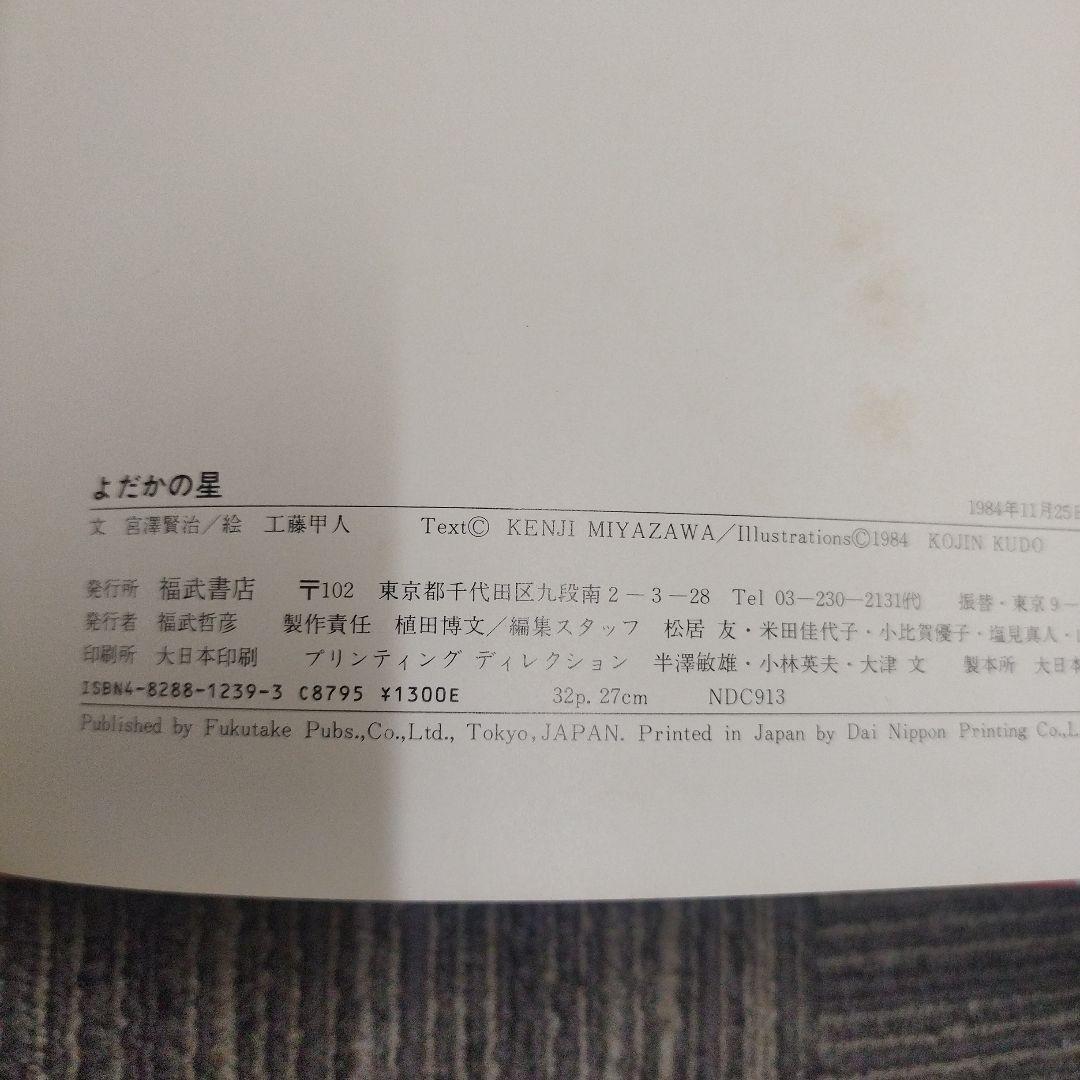 よだかの星
1984年11月25日
文 宮澤賢治／絵 工藤甲人 Text© KENJI MIYAZAWA／Illustrations©1984 KOJIN KUDO
発行所 福武書店 〒102 東京都千代田区九段南2－3－28 Tel 03―230―2131代 振替・東京9－
発行者 福武哲彦 製作責任 植田博文／編集スタッフ 松居 友・米田佳代子・小比賀優子・塩見真人・
印刷所 大日本印刷 プリンティング ディレクション 半澤敏雄・小林英夫・大津 文 製本所 大日本
ISBN4-8288-1239-3 C8795 ¥1300E 32p. 27cm NDC913
Published by Fukutake Pubs.,Co.,Ltd., Tokyo,JAPAN. Printed in Japan by Dai Nippon Printing Co.,L